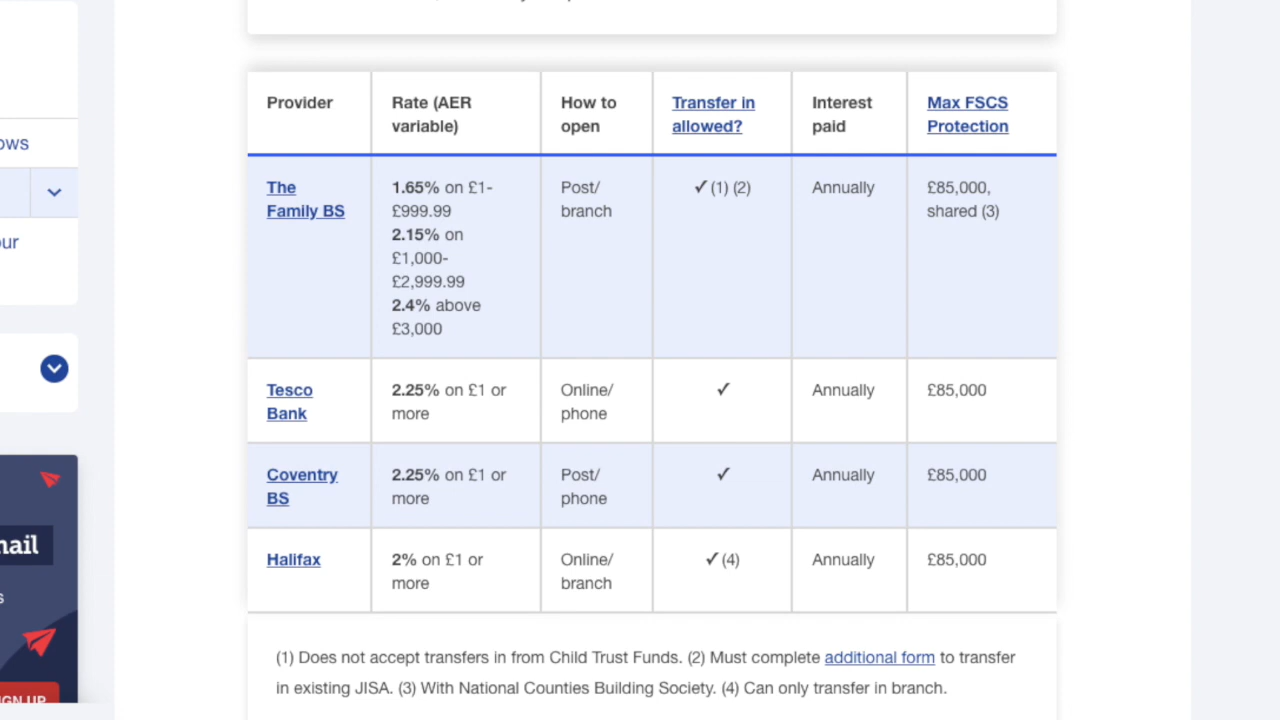 Provider
Rate (AER
variable)
How to
open
Transfer in
allowed?
Interest
paid
Max FSCS
Protection
The
Family BS
1.65% on £1-
£999.99
2.15% on
£1,000-
£2,999.99
2.4% above
£3,000
Post/
branch
✓(1) (2)
Annually
£85,000,
shared (3)
Tesco
Bank
2.25% on £1 or
more
Online/
phone
✓
Annually
£85,000
Coventry
BS
2.25% on £1 or
more
Post/
phone
✓
Annually
£85,000
Halifax
2% on £1 or
more
Online/
branch
✓(4)
Annually
£85,000
(1) Does not accept transfers in from Child Trust Funds. (2) Must complete additional form to transfer
in existing JISA. (3) With National Counties Building Society. (4) Can only transfer in branch.
ows
our
nail
s
IGN UP